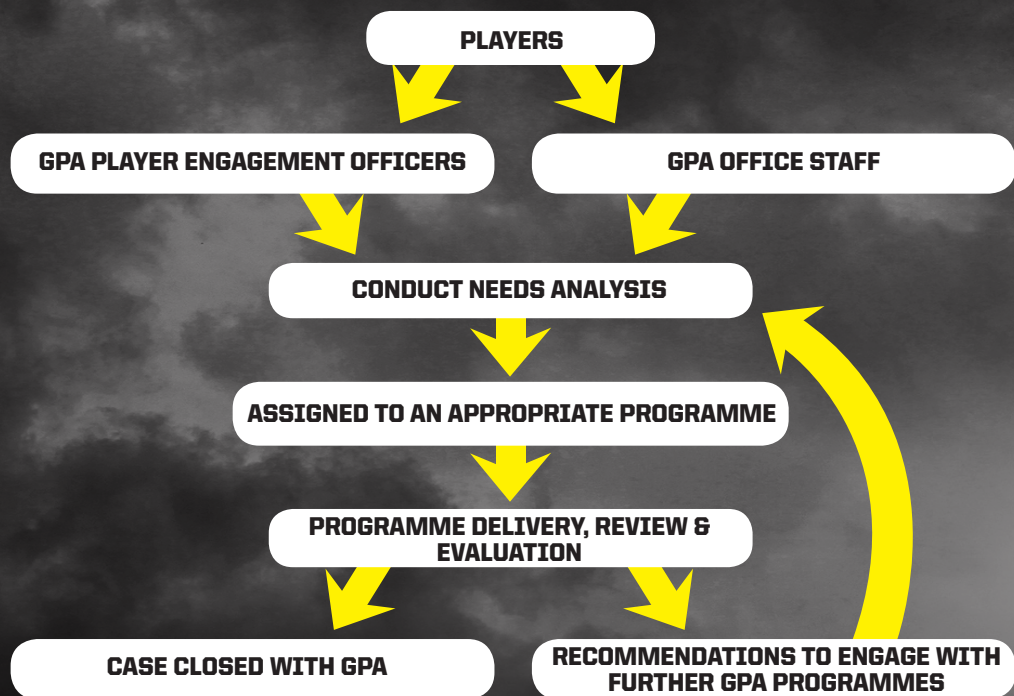 PLAYERS
GPA PLAYER ENGAGEMENT OFFICERS
GPA OFFICE STAFF
CONDUCT NEEDS ANALYSIS
ASSIGNED TO AN APPROPRIATE PROGRAMME
PROGRAMME DELIVERY, REVIEW &
EVALUATION
CASE CLOSED WITH GPA
RECOMMENDATIONS TO ENGAGE WITH
FURTHER GPA PROGRAMMES